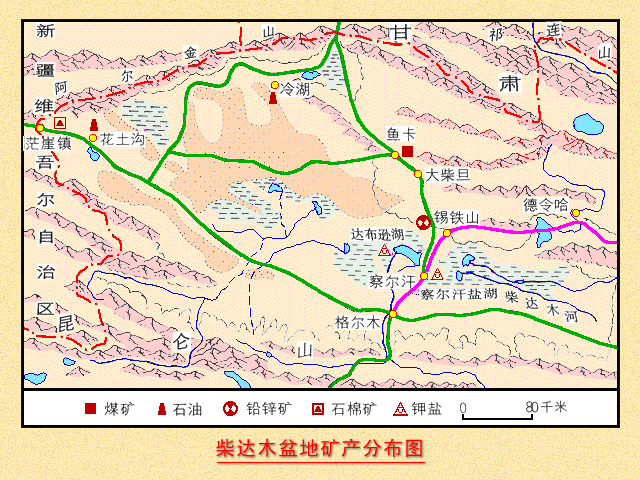 新疆维吾尔自治区
阿尔金山
甘肃
祁连山
冷湖
茫崖镇
花土沟
鱼卡
大柴旦
德令哈
锡铁山
达布逊湖
察尔汗
察尔汗盐湖
柴达木河
格尔木
昆仑山
煤矿 石油 铅锌矿 石棉矿 钾盐 0 80千米
柴达木盆地矿产分布图